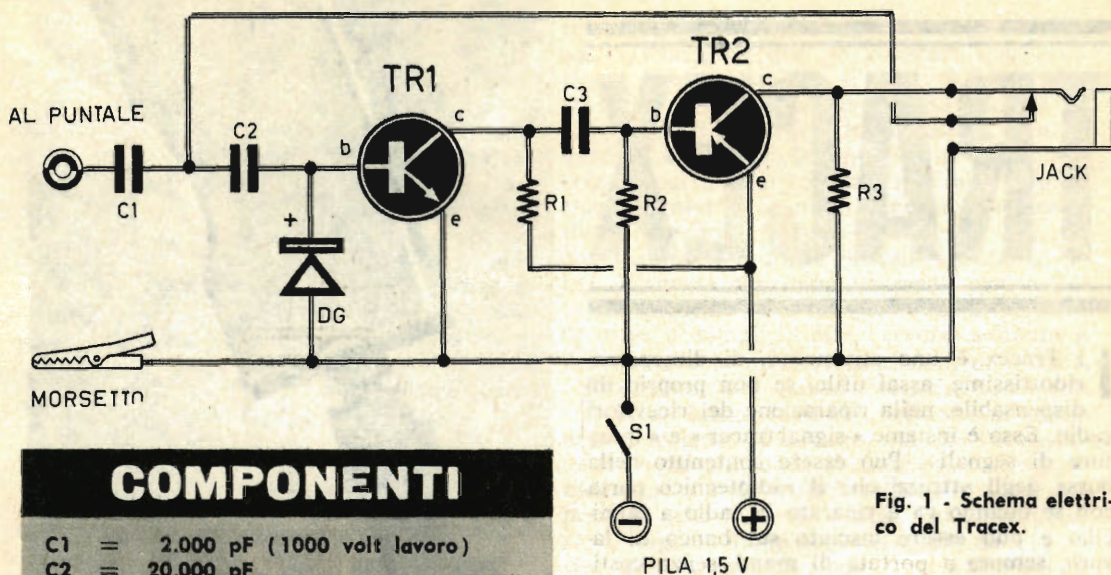 TR1
TR2
AL PUNTALE
C1
C2
C3
b
c
e
b
c
e
+
DG
R1
R2
R3
JACK
MORSETTO
S1
PILA 1,5 V
Fig. 1 - Schema elettri-
co del Tracex.
COMPONENTI
C1 = 2.000 pF (1000 volt lavoro)
C2 = 20.000 pF